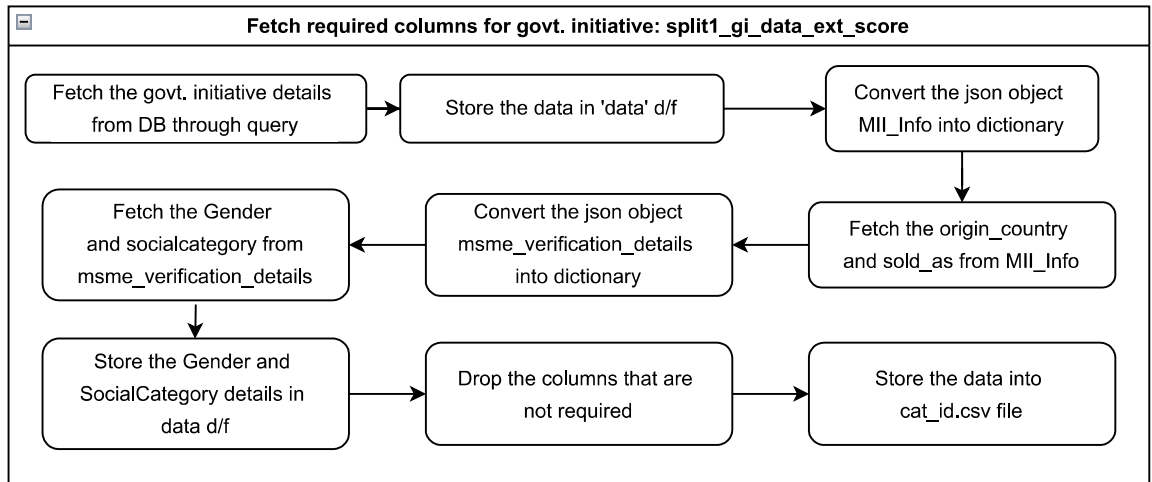 Fetch required columns for govt. initiative: split1_gi_data_ext_score
Fetch the govt. initiative details
from DB through query
Store the data in 'data' d/f
Convert the json object
MII_Info into dictionary
Fetch the origin_country
and sold_as from MII_Info
Convert the json object
msme_verification_details
into dictionary
Fetch the Gender
and socialcategory from
msme_verification_details
Store the Gender and
SocialCategory details in
data d/f
Drop the columns that are
not required
Store the data into
cat_id.csv file